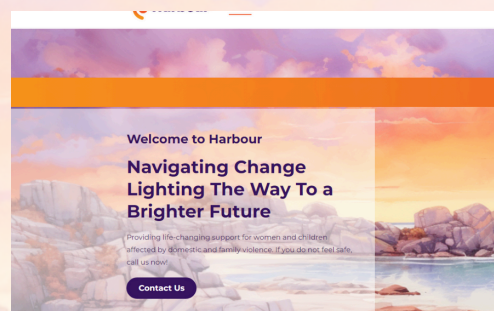 Welcome to Harbour
Navigating Change
Lighting The Way To a
Brighter Future
Providing life-changing support for women and children
affected by domestic and family violence. If you do not feel safe,
call us now!
Contact Us